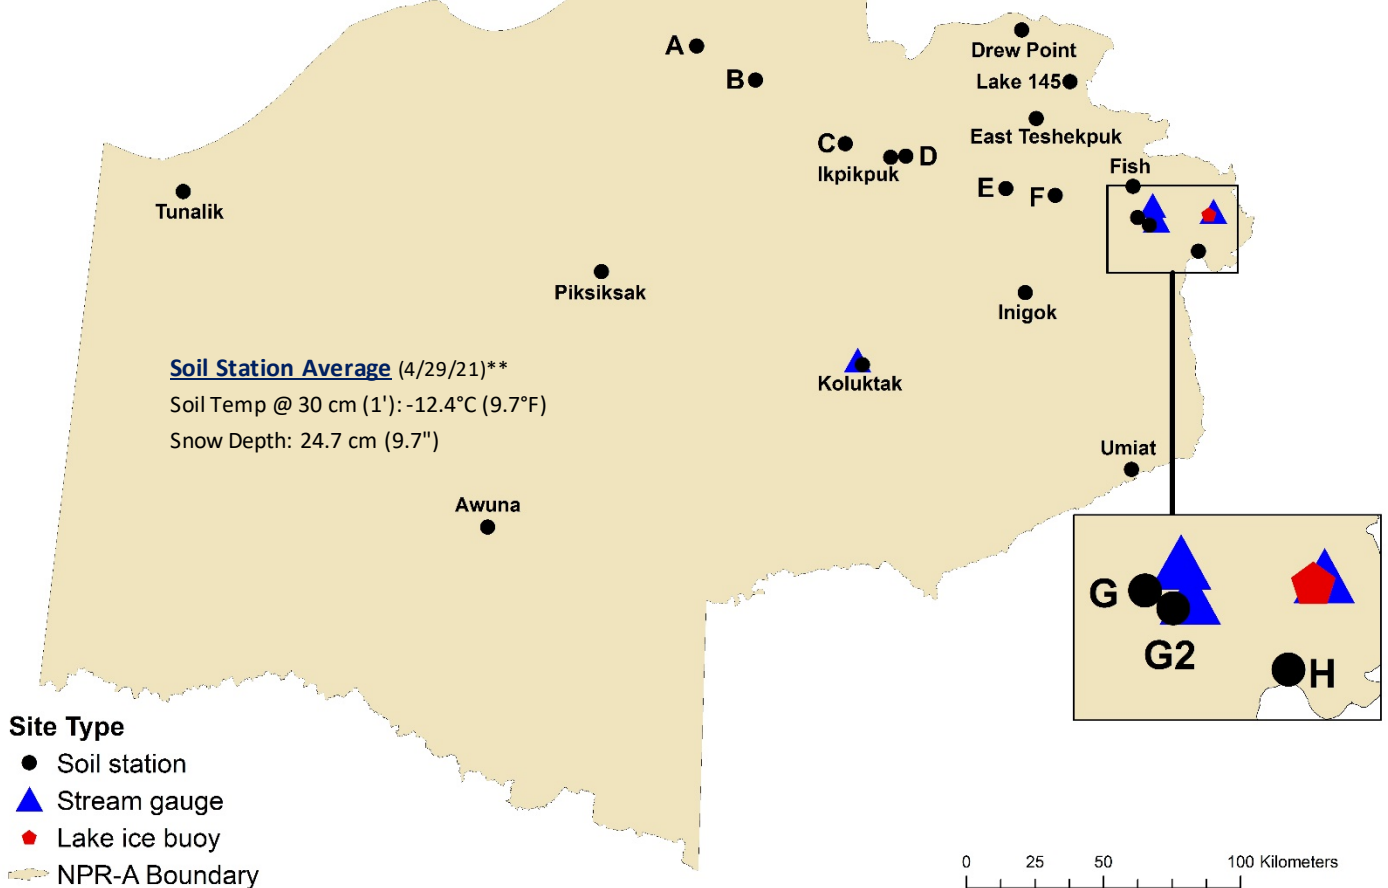 A
B
Drew Point
Lake 145
East Teshekpuk
C
D
Ikpikpuk
Fish
E
F
Tunalik
Piksiksak
Inigok
Koluktak
Soil Station Average (4/29/21)**
Soil Temp @ 30 cm (1'): -12.4°C (9.7°F)
Snow Depth: 24.7 cm (9.7")
Umiat
Awuna
G
G2
H
Site Type
Soil station
Stream gauge
Lake ice buoy
NPR-A Boundary
0 25 50 100 Kilometers